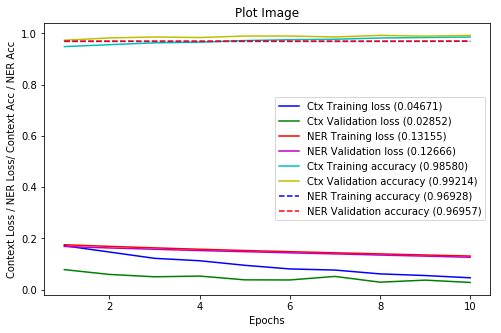 Plot Image
Context Loss / NER Loss/ Context Acc / NER Acc
1.0
0.8
0.6
0.4
0.2
0.0
Ctx Training loss (0.04671)
Ctx Validation loss (0.02852)
NER Training loss (0.13155)
NER Validation loss (0.12666)
Ctx Training accuracy (0.98580)
Ctx Validation accuracy (0.99214)
NER Training accuracy (0.96928)
NER Validation accuracy (0.96957)
2 4 6 8 10
Epochs